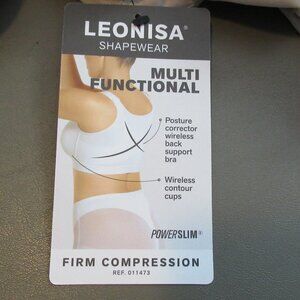 LEONISA®
SHAPEWEAR
MULTI
FUNCTIONAL
• Posture
corrector
wireless
back
support
bra
• Wireless
contour
cups
POWERSLIM®
FIRM COMPRESSION
REF. 011473